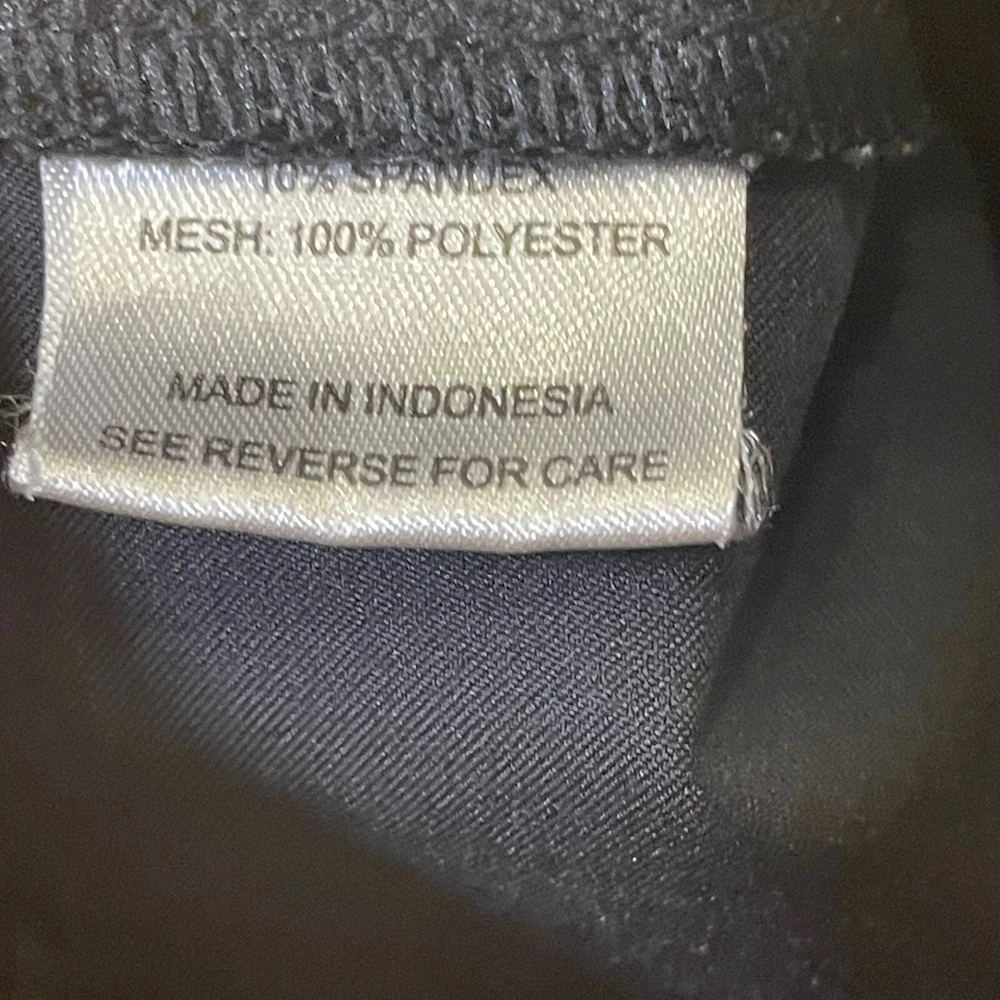 10% SPANDEX
MESH: 100% POLYESTER
MADE IN INDONESIA
SEE REVERSE FOR CARE